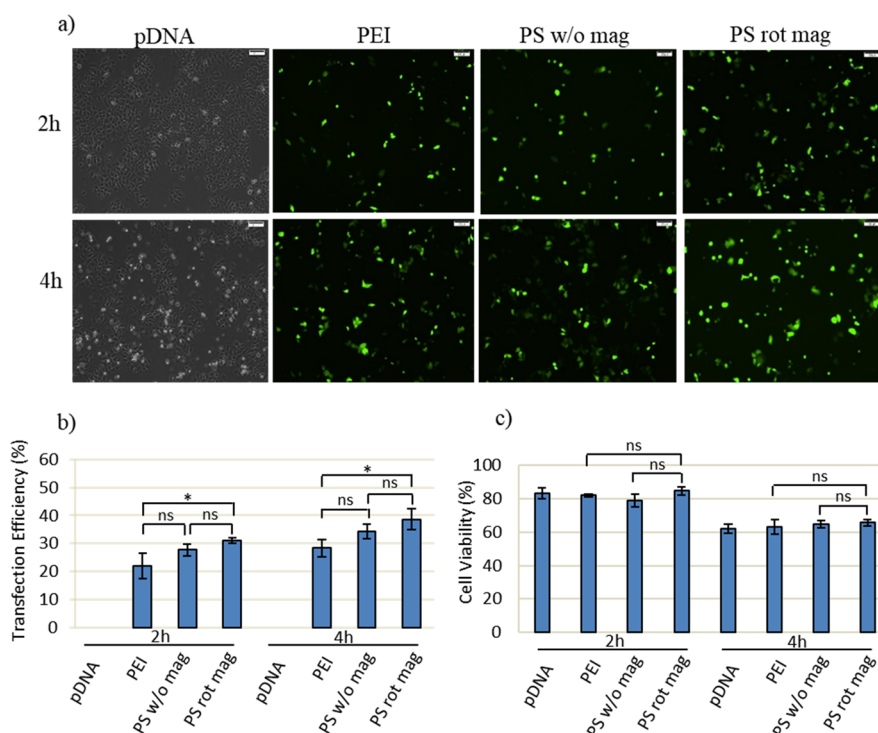 a)
pDNA PEI PS w/o mag PS rot mag
2h
4h
b)
Transfection Efficiency (%)
60
50
40
30
20
10
0
*
ns ns
*
ns
ns
2h 4h
pDNA PEI PS w/o mag PS rot mag pDNA PEI PS w/o mag PS rot mag
c)
Cell Viability (%)
100
80
60
40
20
0
ns
ns
ns
ns
2h 4h
pDNA PEI PS w/o mag PS rot mag pDNA PEI PS w/o mag PS rot mag